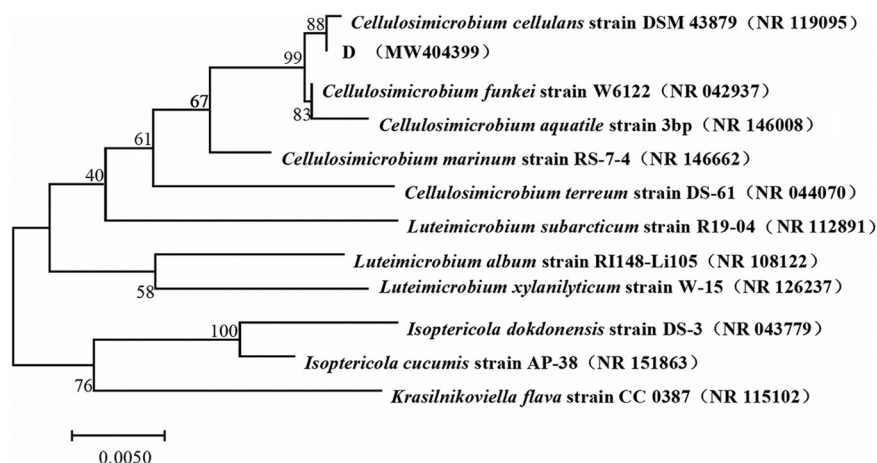 88
Cellulosimicrobium cellulans strain DSM 43879（NR 119095）
D （MW404399）
99
Cellulosimicrobium funkei strain W6122（NR 042937）
83
Cellulosimicrobium aquatile strain 3bp（NR 146008）
67
Cellulosimicrobium marinum strain RS-7-4（NR 146662）
61
Cellulosimicrobium terreum strain DS-61（NR 044070）
40
Luteimicrobium subarcticum strain R19-04（NR 112891）
Luteimicrobium album strain RI148-Li105（NR 108122）
58
Luteimicrobium xylanilyticum strain W-15（NR 126237）
100
Isoptericola dokdonensis strain DS-3（NR 043779）
Isoptericola cucumis strain AP-38（NR 151863）
76
Krasilnikoviella flava strain CC 0387（NR 115102）
0.0050